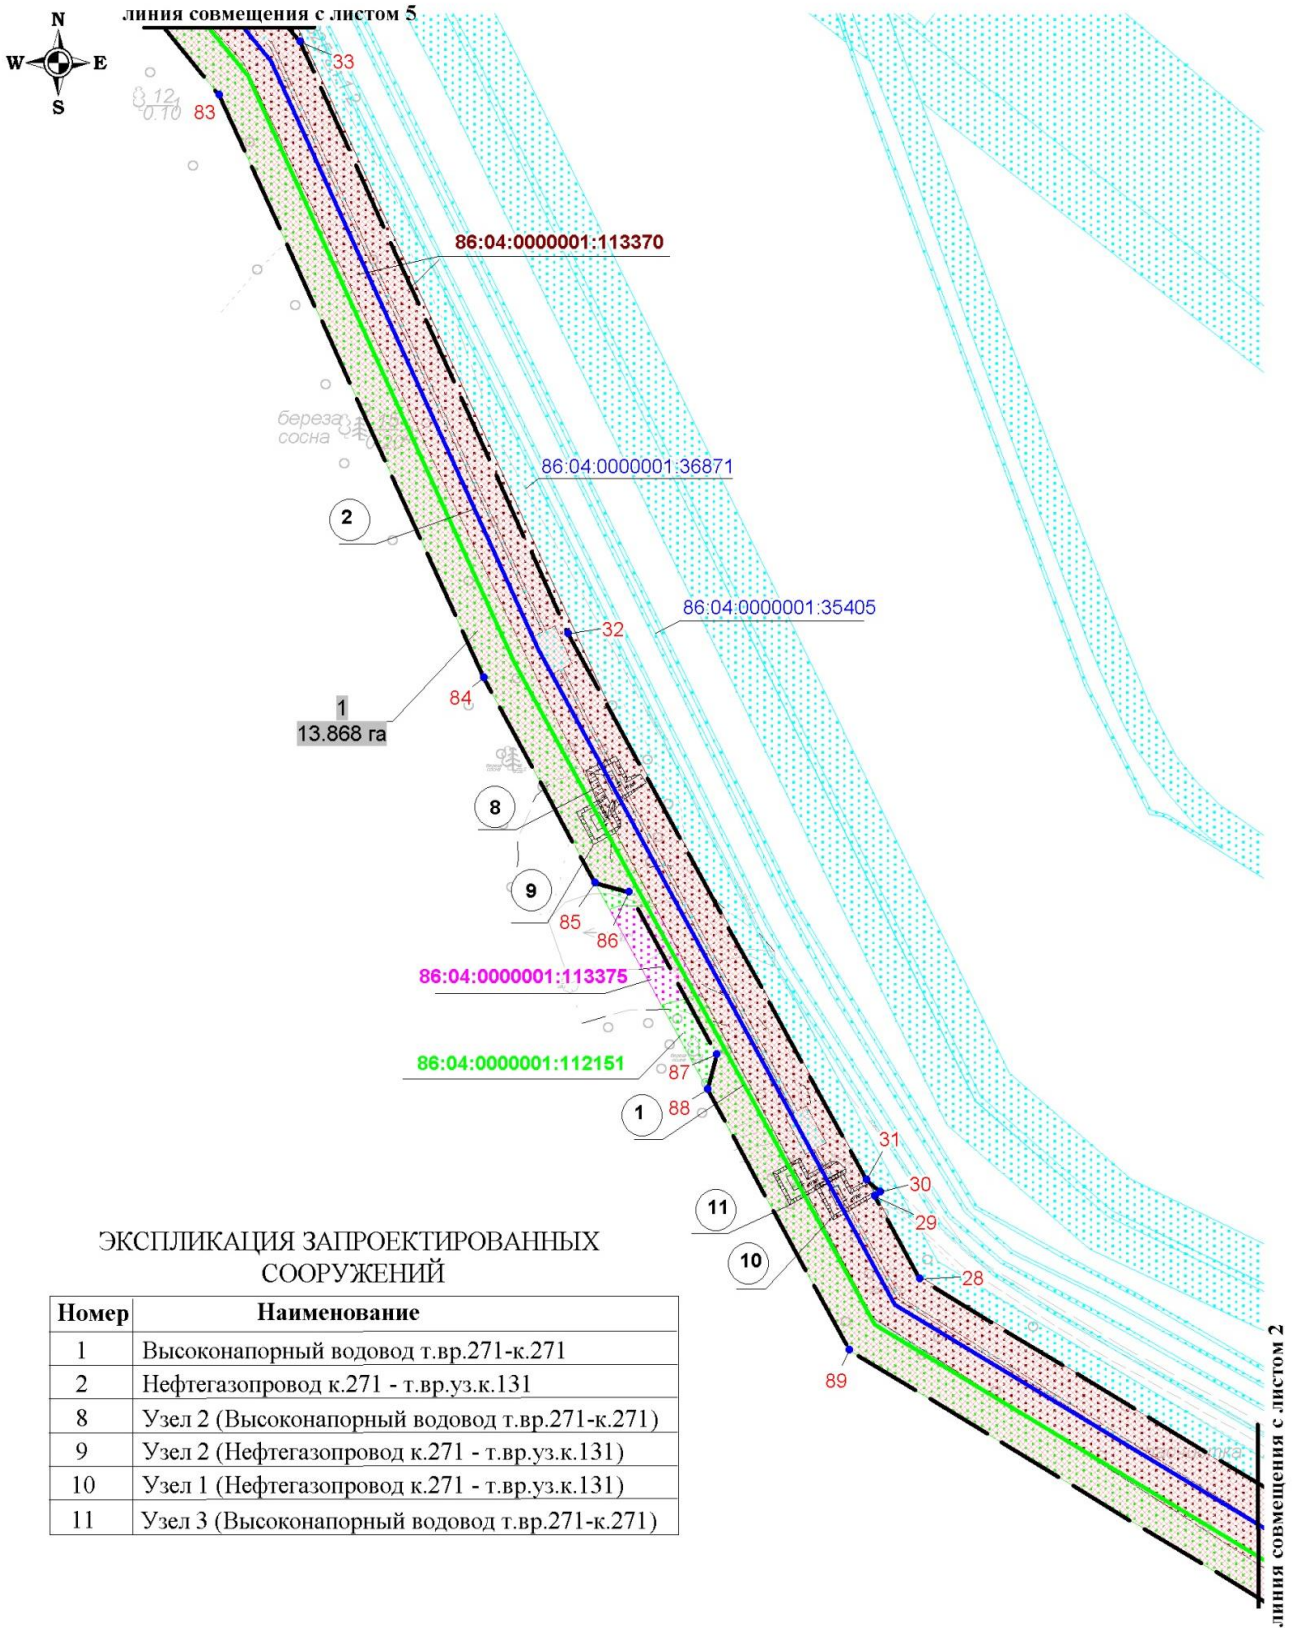 линия совмещения с листом 5
N
W E
S
33
83
12
0.10
86:04:0000001:113370
береза
сосна
86:04:0000001:36871
2
86:04:0000001:35405
32
84
1
13.868 га
8
9
85
86
86:04:0000001:113375
86:04:0000001:112151
87
88
1
31
30
29
11
10
28
89
линия совмещения с листом 2
ЭКСПЛИКАЦИЯ ЗАПРОЕКТИРОВАННЫХ
СООРУЖЕНИЙ
Номер Наименование
1 Высоконапорный водовод т.вр.271-к.271
2 Нефтегазопровод к.271 - т.вр.уз.к.131
8 Узел 2 (Высоконапорный водовод т.вр.271-к.271)
9 Узел 2 (Нефтегазопровод к.271 - т.вр.уз.к.131)
10 Узел 1 (Нефтегазопровод к.271 - т.вр.уз.к.131)
11 Узел 3 (Высоконапорный водовод т.вр.271-к.271)